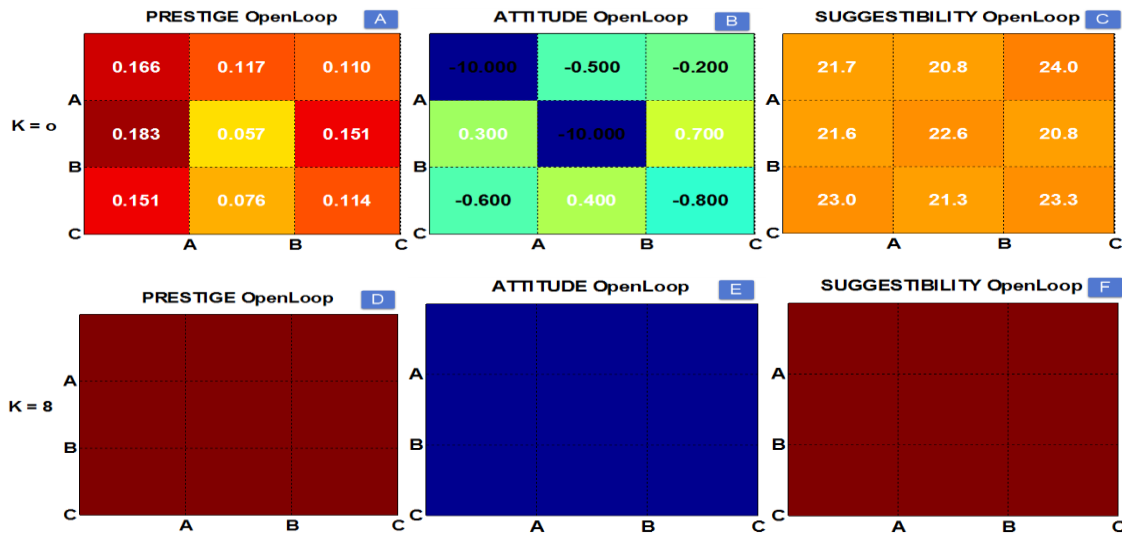 PRESTIGE OpenLoop A
ATTITUDE OpenLoop B
SUGGESTIBILITY OpenLoop C
K = o
0.166 0.117 0.110
A
0.183 0.057 0.151
B
0.151 0.076 0.114
C
A B C
-10.000 -0.500 -0.200
A
0.300 -10.000 0.700
B
-0.600 0.400 -0.800
C
A B C
21.7 20.8 24.0
A
21.6 22.6 20.8
B
23.0 21.3 23.3
C
A B C
PRESTIGE OpenLoop D
ATTITUDE OpenLoop E
SUGGESTIBILITY OpenLoop F
K = 8
A
B
C
A B C
A
B
C
A B C
A
B
C
A B C